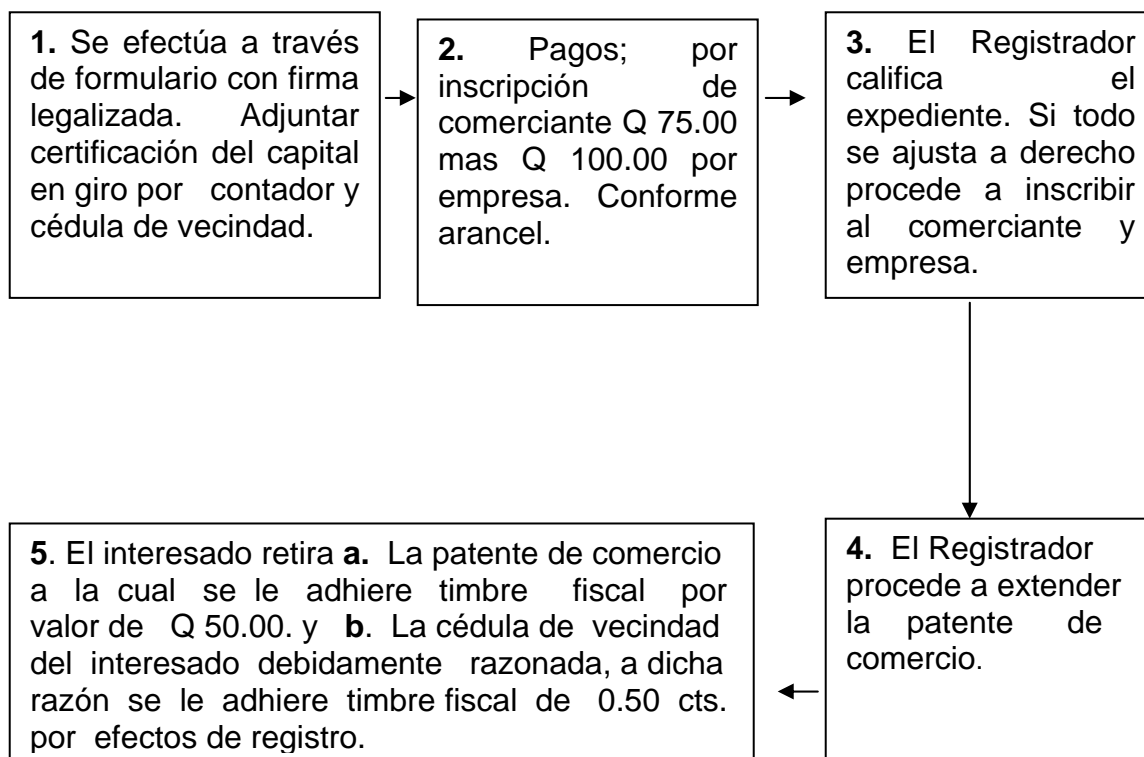 1. Se efectúa a través
de formulario con firma
legalizada. Adjuntar
certificación del capital
en giro por contador y
cédula de vecindad.
2. Pagos; por
inscripción de
comerciante Q 75.00
mas Q 100.00 por
empresa. Conforme
arancel.
3. El Registrador
califica el
expediente. Si todo
se ajusta a derecho
procede a inscribir
al comerciante y
empresa.
4. El Registrador
procede a extender
la patente de
comercio.
5. El interesado retira a. La patente de comercio
a la cual se le adhiere timbre fiscal por
valor de Q 50.00. y b. La cédula de vecindad
del interesado debidamente razonada, a dicha
razón se le adhiere timbre fiscal de 0.50 cts.
por efectos de registro.